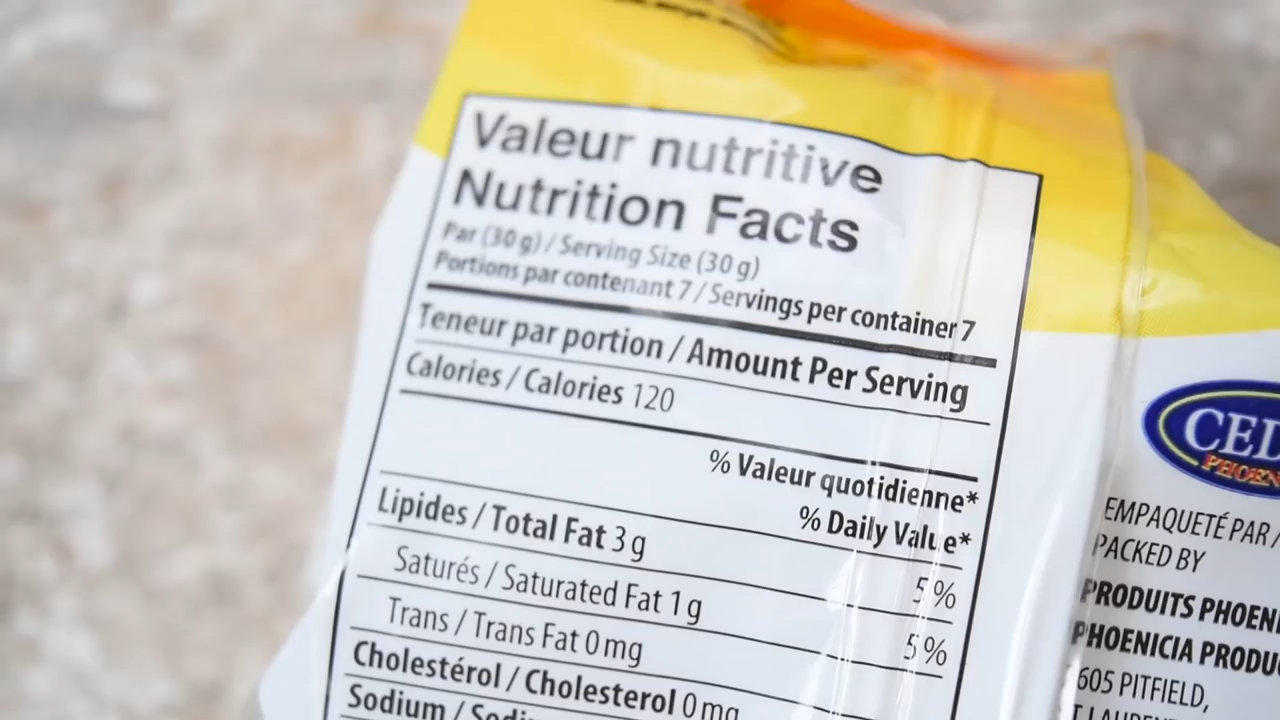 Valeur nutritive
Nutrition Facts
Par (30 g) / Serving Size (30 g)
Portions par contenant 7 / Servings per container 7
Teneur par portion / Amount Per Serving
Calories / Calories 120
% Valeur quotidienne*
% Daily Value*
Lipides / Total Fat 3 g
5 %
Saturés / Saturated Fat 1 g
5 %
Trans / Trans Fat 0 mg
Cholestérol / Cholesterol 0 mg
Sodium /
EMPAQUETÉ PAR /
PACKED BY
PRODUITS
PHOENICIA
605 PITFIELD,